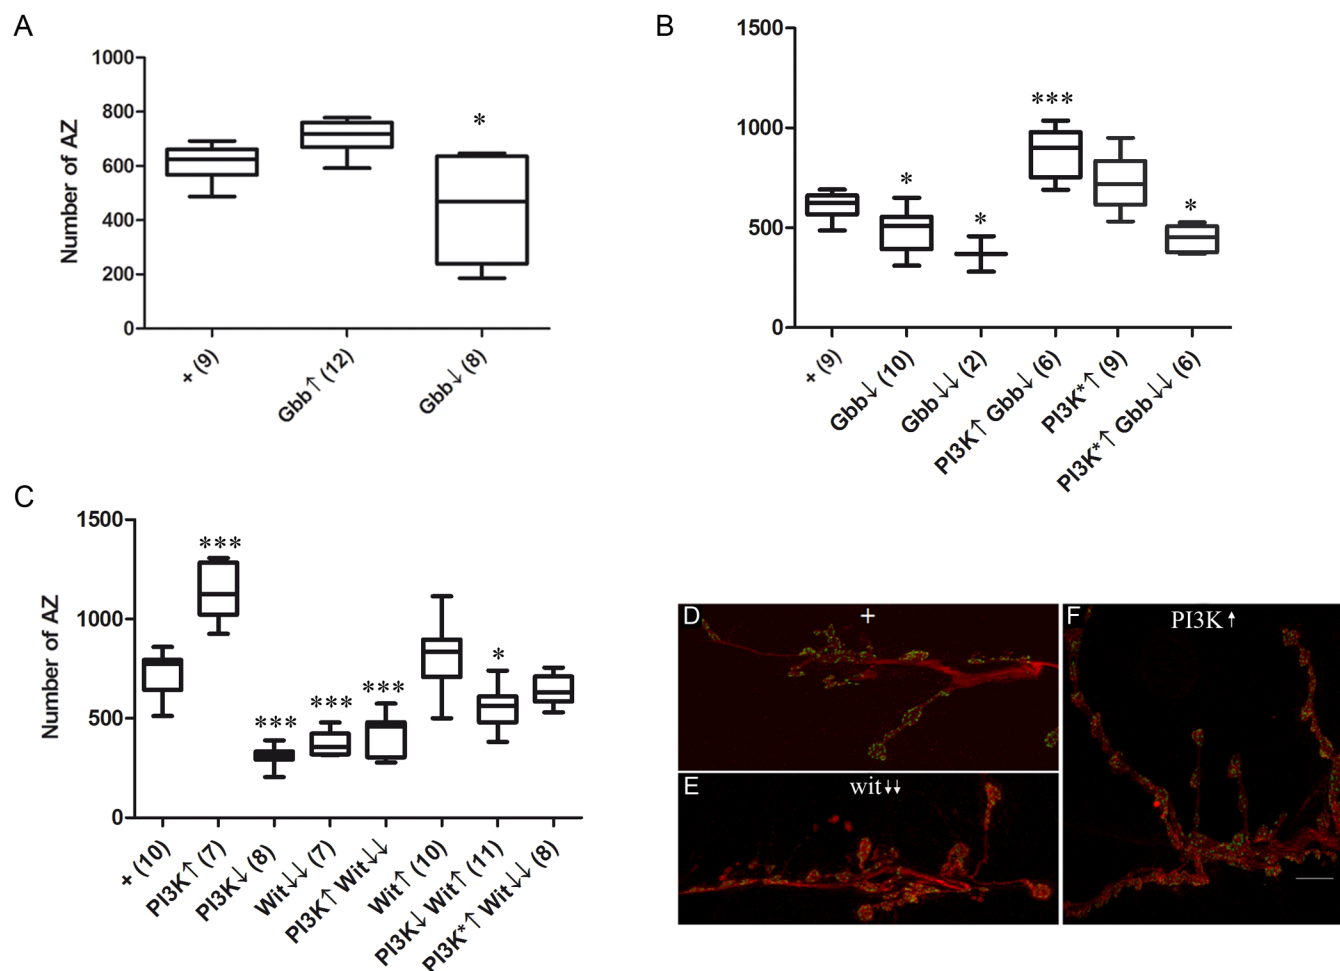 A
1000
800
600
400
200
0
Number of AZ
*
+ (9)
Gbb↑ (12)
Gbb↓ (8)
B
1500
1000
500
0
*
*
***
*
+ (9)
Gbb↓ (10)
Gbb↓↓ (2)
PI3K↑ Gbb↓ (6)
PI3K*↑ (9)
PI3K*↑ Gbb↓↓ (6)
C
1500
1000
500
0
Number of AZ
***
***
***
***
*
+ (10)
PI3K↑ (7)
PI3K↓ (8)
Wit↓↓ (7)
PI3K↑ Wit↓↓
Wit↑ (10)
PI3K↓ Wit↑ (11)
PI3K*↑ Wit↓↓ (8)
D
+
E
wit↓↓
F
PI3K↑